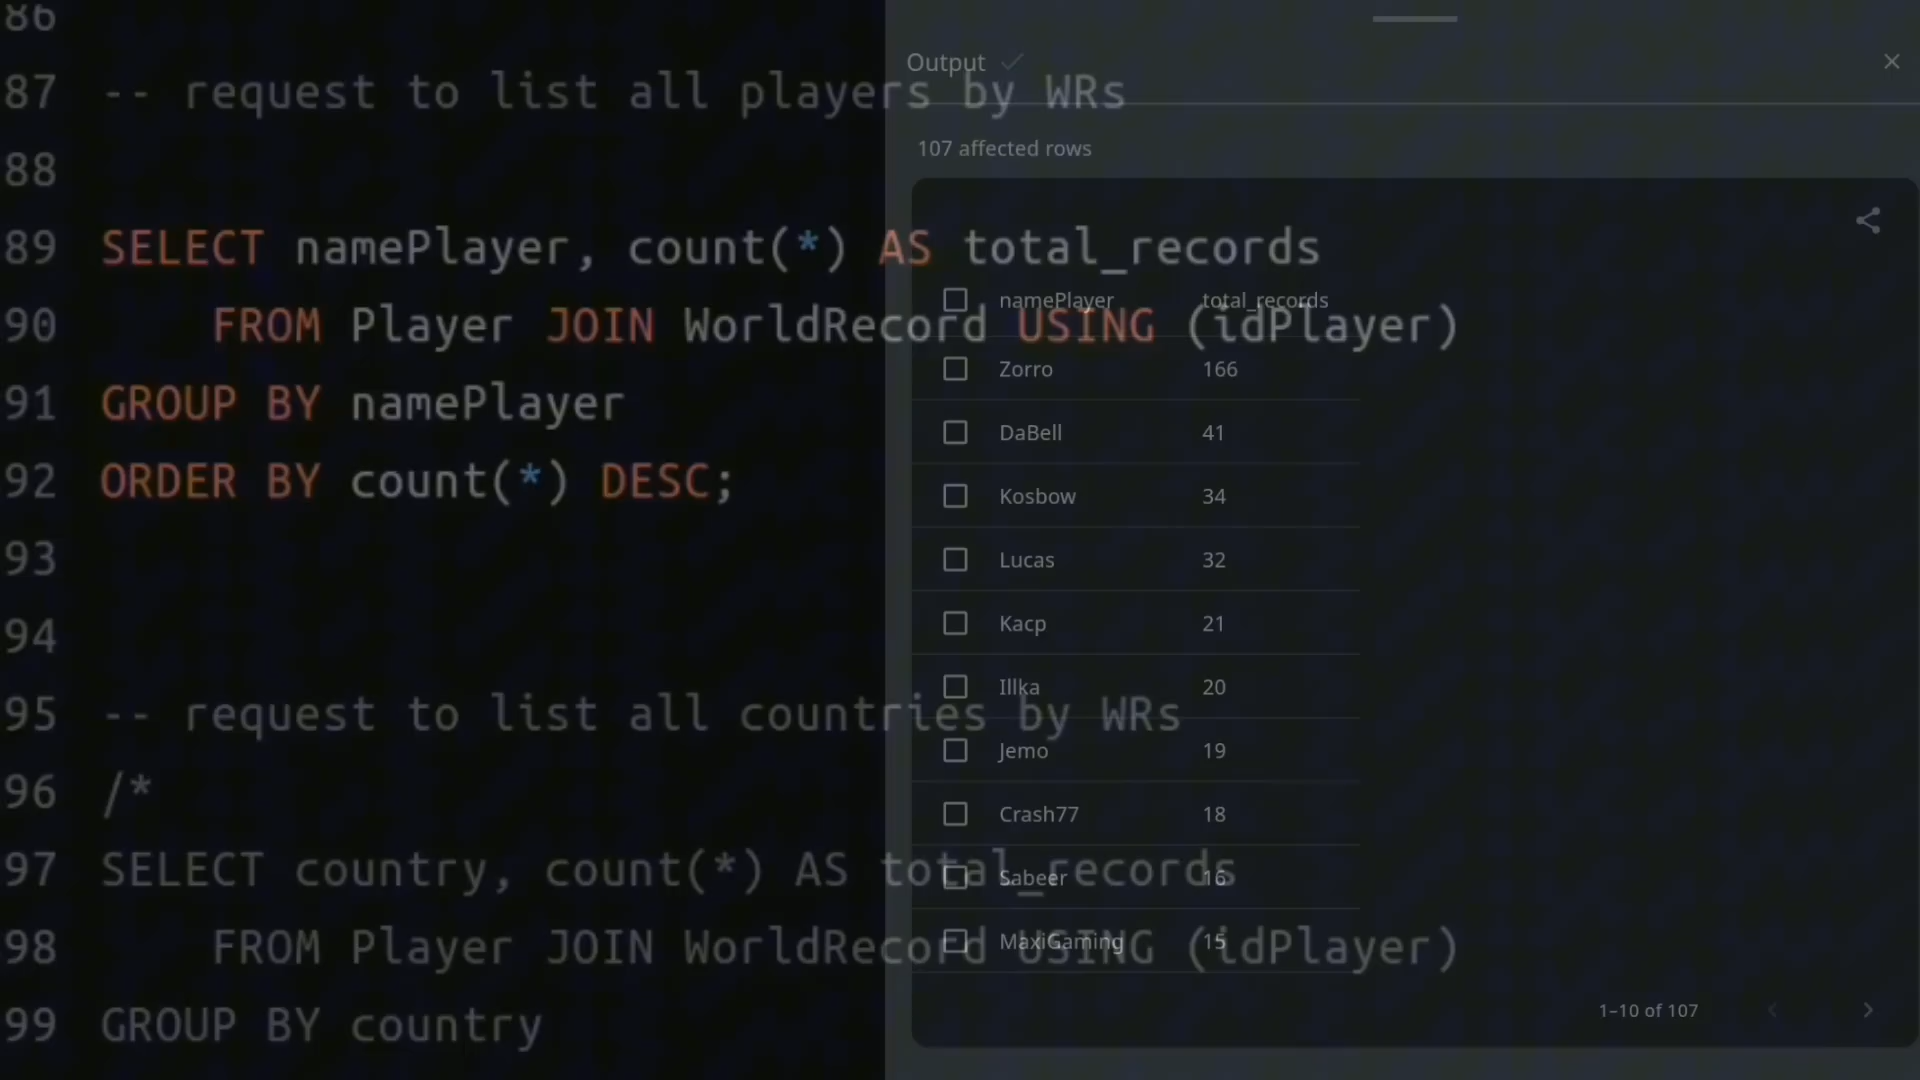 86
87 -- request to list all players by WRs
88
89 SELECT namePlayer, count(*) AS total_records
90 FROM Player JOIN WorldRecord USING (idPlayer)
91 GROUP BY namePlayer
92 ORDER BY count(*) DESC;
93
94
95 -- request to list all countries by WRs
96 /*
97 SELECT country, count(*) AS total_records
98 FROM Player JOIN WorldRecord USING (idPlayer)
99 GROUP BY country
Output
107 affected rows
namePlayer total_records
Zorro 166
DaBell 41
Kosbow 34
Lucas 32
Kacp 21
Illka 20
Jemo 19
Crash77 18
Sabeer 16
MaxiGaming 15
1–10 of 107